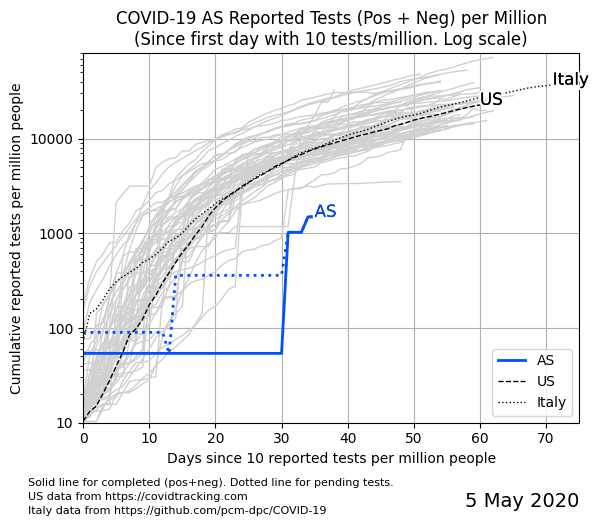 COVID-19 AS Reported Tests (Pos + Neg) per Million
(Since first day with 10 tests/million. Log scale)
Cumulative reported tests per million people
10000
1000
100
10
Italy
US
AS
AS
US
Italy
0 10 20 30 40 50 60 70
Days since 10 reported tests per million people
Solid line for completed (pos+neg). Dotted line for pending tests.
US data from https://covidtracking.com
Italy data from https://github.com/pcm-dpc/COVID-19
5 May 2020